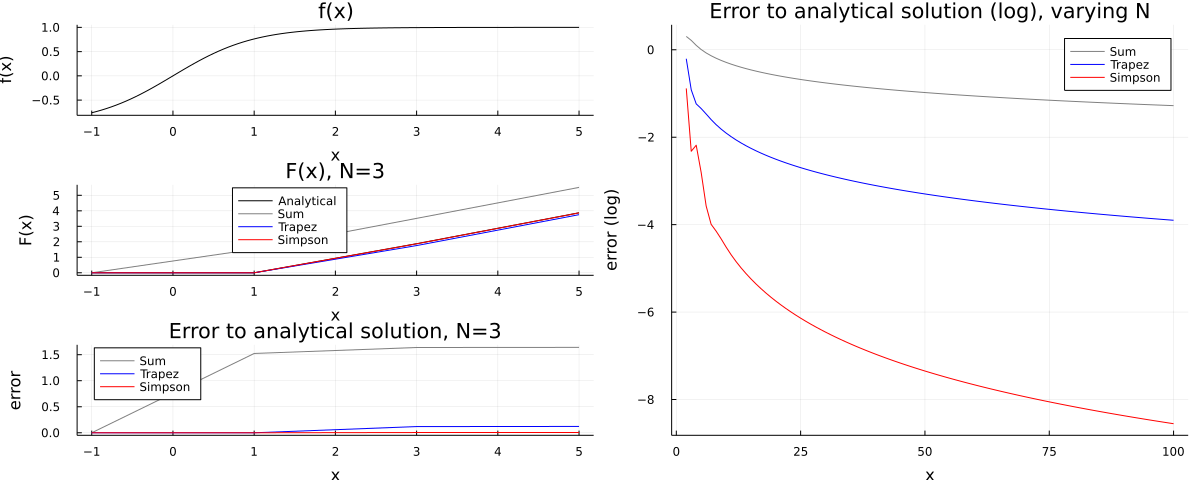 f(x)
f(x)
1.0
0.5
0.0
−0.5
−1 0 1 2 3 4 5
x
F(x), N=3
F(x)
5
4
3
2
1
0
Analytical
Sum
Trapez
Simpson
−1 0 1 2 3 4 5
x
Error to analytical solution, N=3
error
1.5
1.0
0.5
0.0
Sum
Trapez
Simpson
−1 0 1 2 3 4 5
x
Error to analytical solution (log), varying N
error (log)
0
−2
−4
−6
−8
Sum
Trapez
Simpson
0 25 50 75 100
x